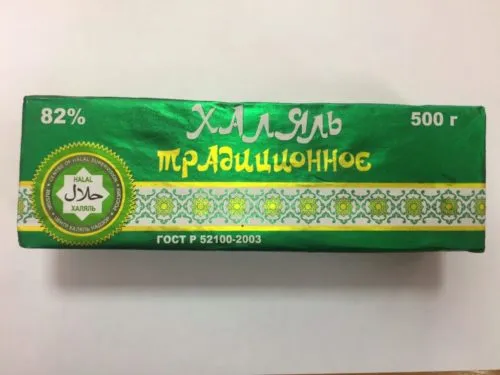 82%
ХАЛЯЛЬ
традиционное
500 г
HALAL
حلال
ХАЛЯЛЬ
ГОСТ Р 52100-2003